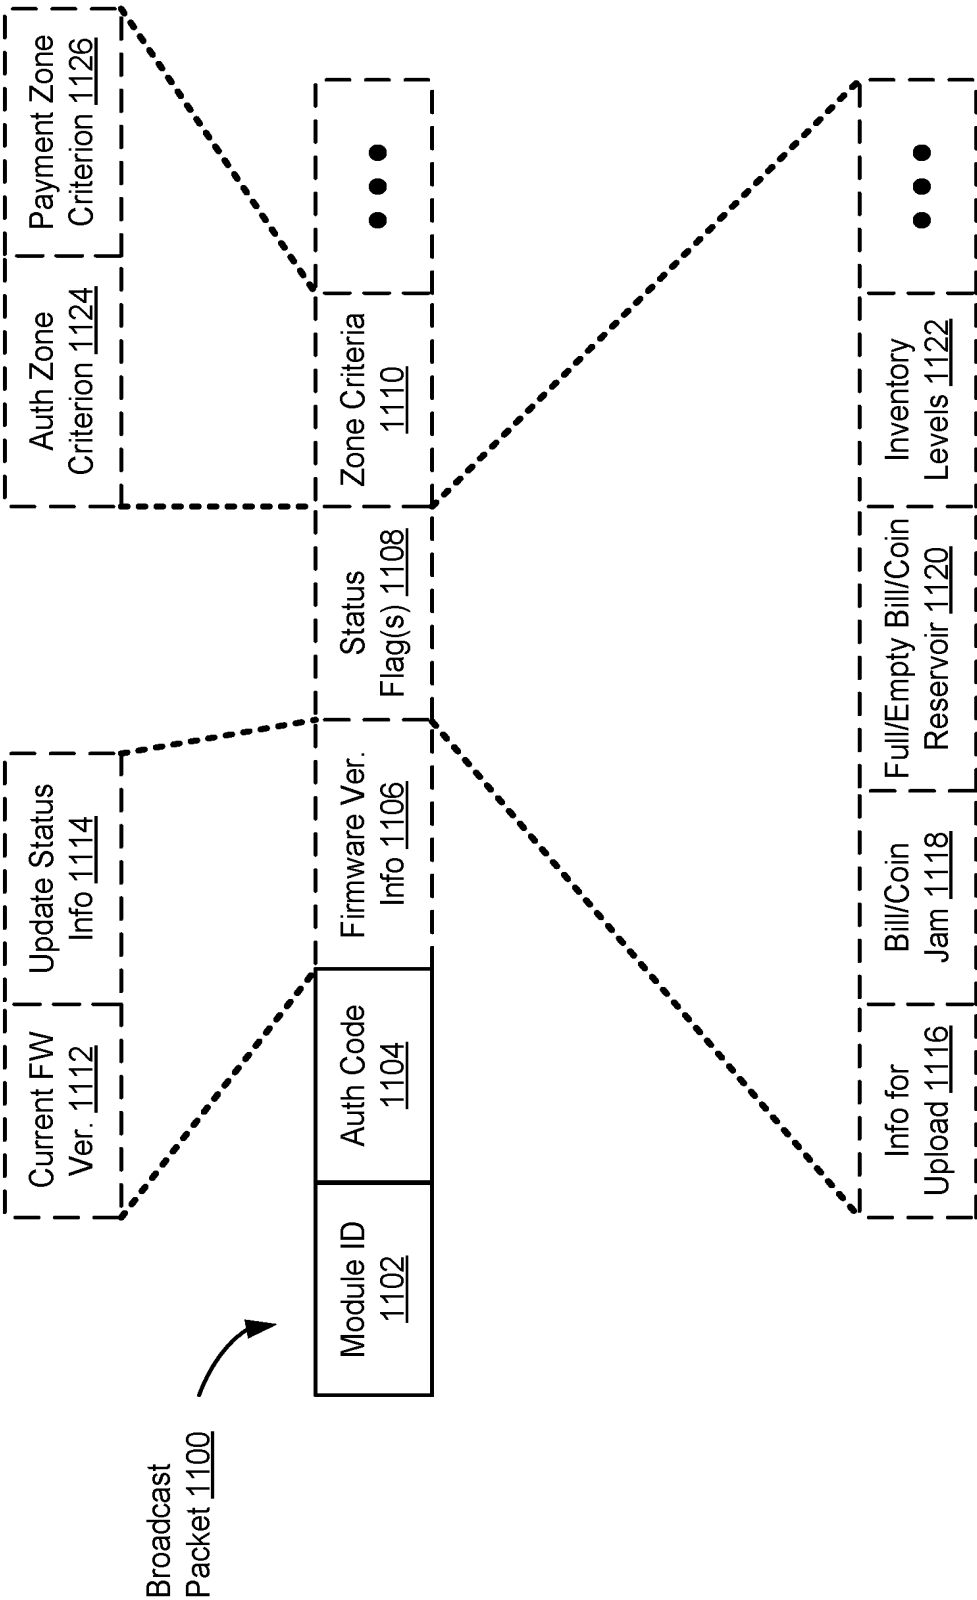 Current FW
Ver. 1112
Update Status
Info 1114
Auth Zone
Criterion 1124
Payment Zone
Criterion 1126
Broadcast
Packet 1100
Module ID
1102
Auth Code
1104
Firmware Ver.
Info 1106
Status
Flag(s) 1108
Zone Criteria
1110
Info for
Upload 1116
Bill/Coin
Jam 1118
Full/Empty Bill/Coin
Reservoir 1120
Inventory
Levels 1122